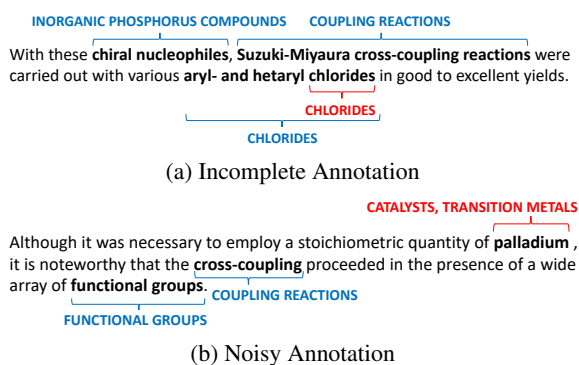 INORGANIC PHOSPHORUS COMPOUNDS COUPLING REACTIONS
With these chiral nucleophiles, Suzuki-Miyaura cross-coupling reactions were
carried out with various aryl- and hetaryl chlorides in good to excellent yields.
CHLORIDES
CHLORIDES
(a) Incomplete Annotation
CATALYSTS, TRANSITION METALS
Although it was necessary to employ a stoichiometric quantity of palladium ,
it is noteworthy that the cross-coupling proceeded in the presence of a wide
array of functional groups.
COUPLING REACTIONS
FUNCTIONAL GROUPS
(b) Noisy Annotation